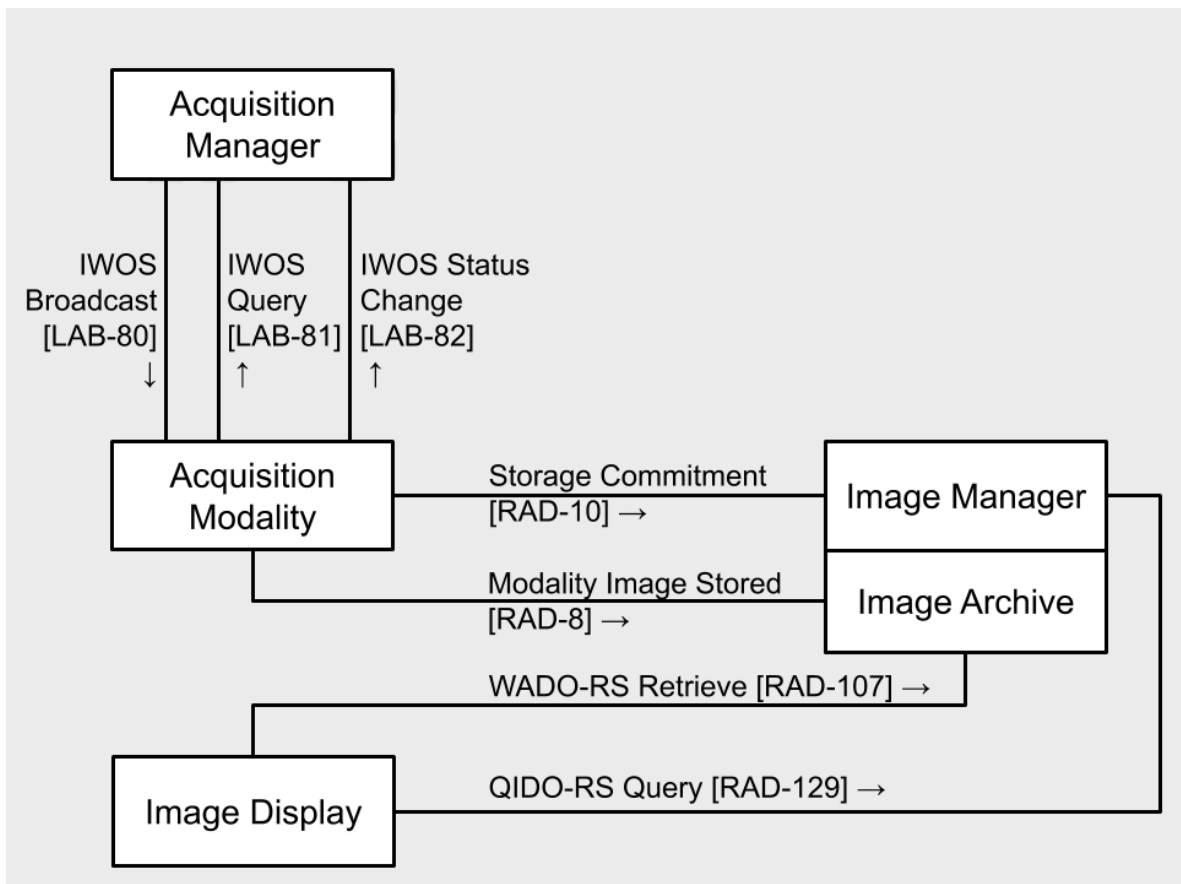 Acquisition
Manager
IWOS
Broadcast
[LAB-80]
↓
IWOS
Query
[LAB-81]
↑
IWOS Status
Change
[LAB-82]
↑
Acquisition
Modality
Storage Commitment
[RAD-10] →
Image Manager
Modality Image Stored
[RAD-8] →
Image Archive
WADO-RS Retrieve [RAD-107] →
Image Display
QIDO-RS Query [RAD-129] →